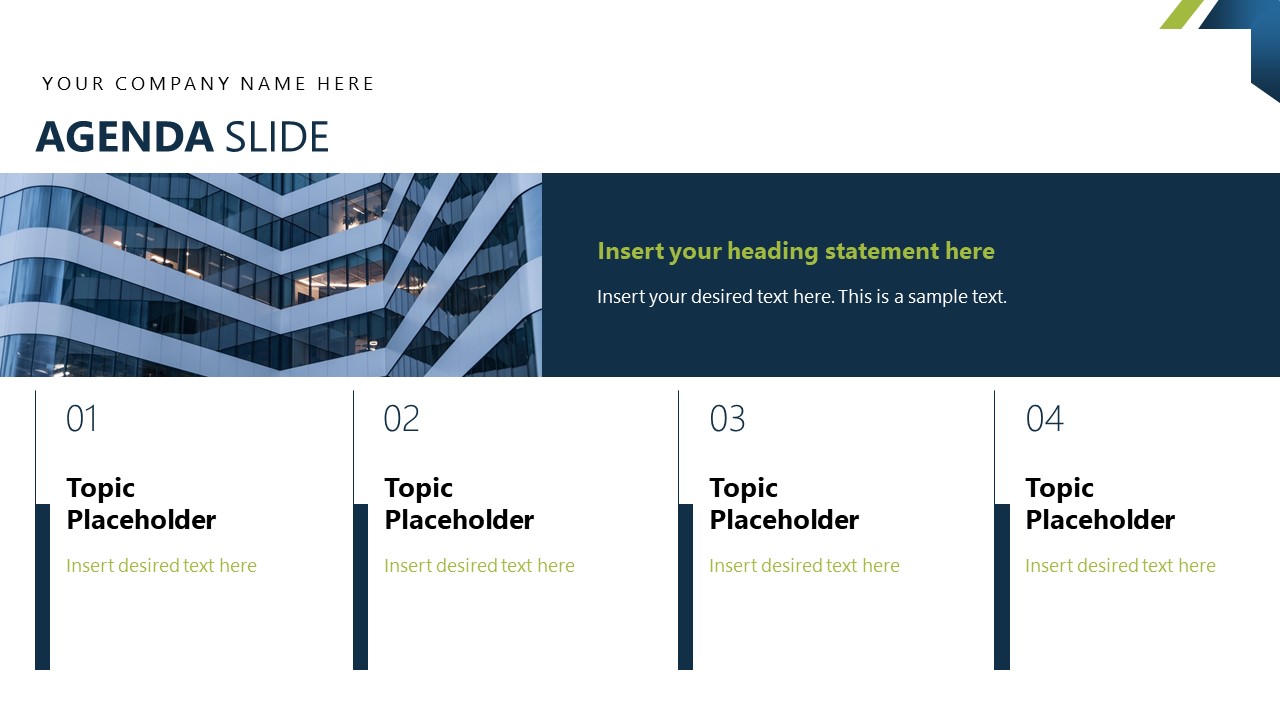 YOUR COMPANY NAME HERE
AGENDA SLIDE
Insert your heading statement here
Insert your desired text here. This is a sample text.
01
Topic
Placeholder
Insert desired text here
02
Topic
Placeholder
Insert desired text here
03
Topic
Placeholder
Insert desired text here
04
Topic
Placeholder
Insert desired text here